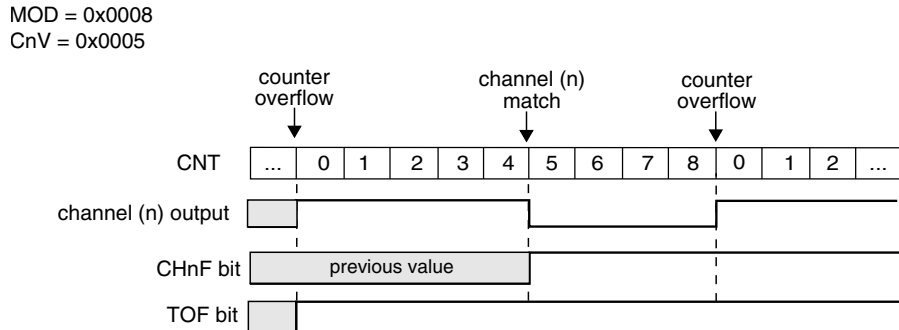 MOD = 0x0008
CnV = 0x0005
counter overflow
channel (n) match
counter overflow
CNT ... 0 1 2 3 4 5 6 7 8 0 1 2 ...
channel (n) output
CHnF bit previous value
TOF bit